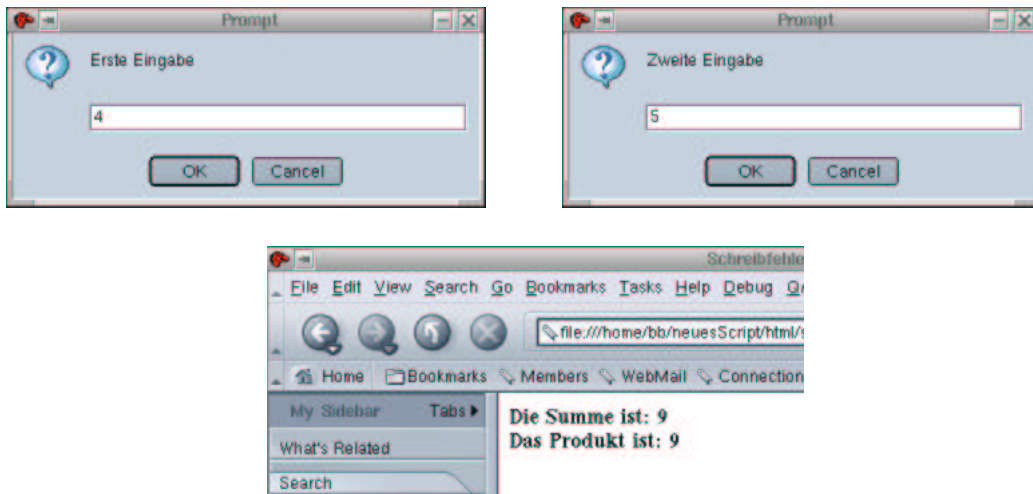 Prompt
Erste Eingabe
4
OK Cancel
Prompt
Zweite Eingabe
5
OK Cancel
Schreibfehle
File Edit View Search Go Bookmarks Tasks Help Debug
file:///home/bb/neuesScript/html/s
Home Bookmarks Members WebMail Connection
My Sidebar Tabs
What's Related
Search
Die Summe ist: 9
Das Produkt ist: 9